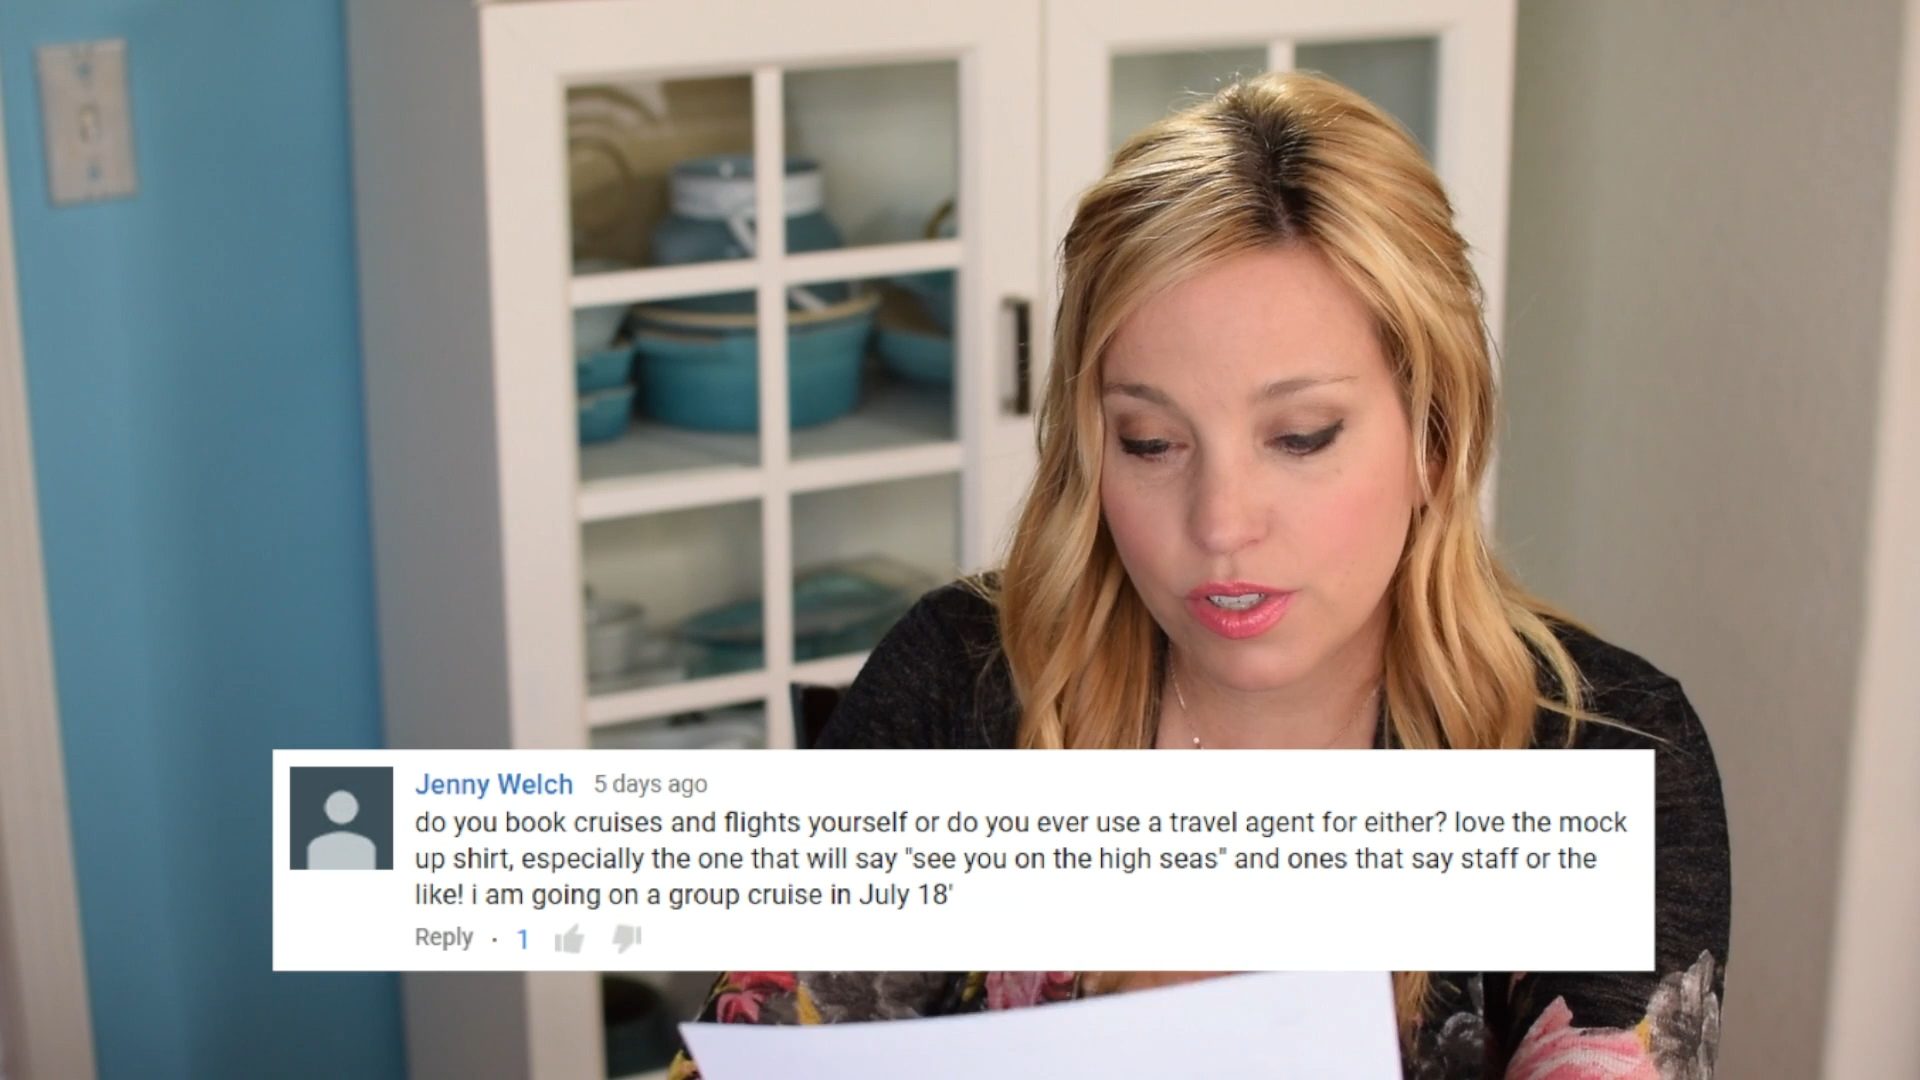 Jenny Welch 5 days ago
do you book cruises and flights yourself or do you ever use a travel agent for either? love the mock
up shirt, especially the one that will say "see you on the high seas" and ones that say staff or the
like! i am going on a group cruise in July 18'
Reply · 1